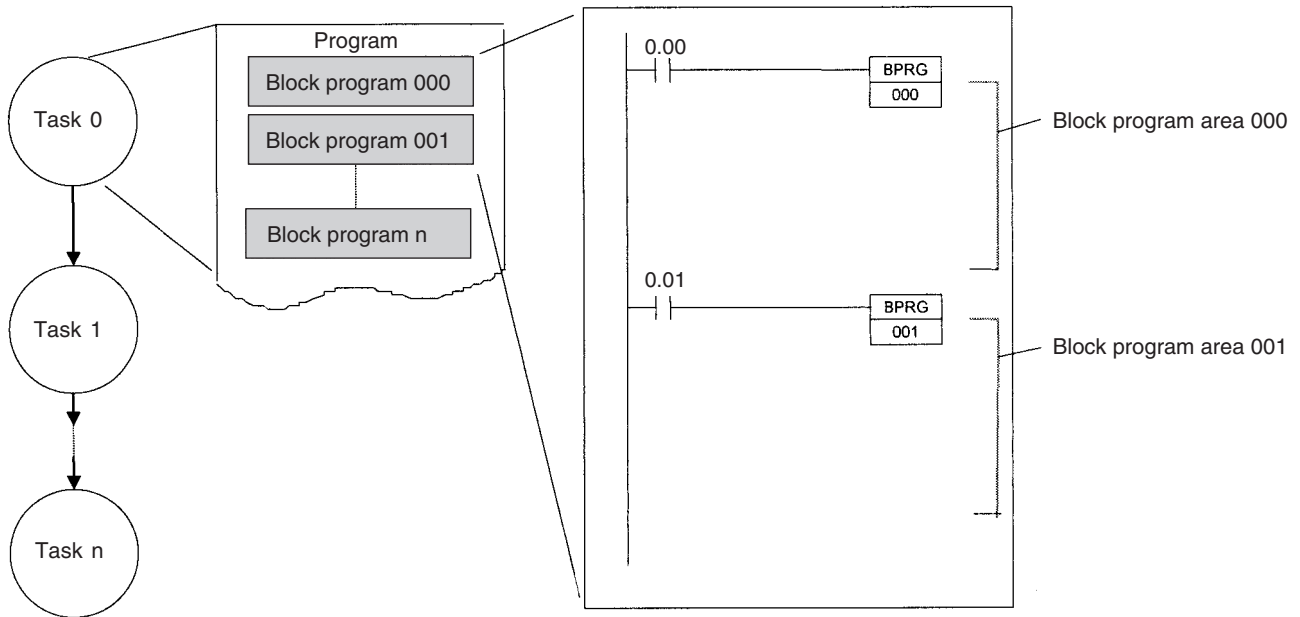 Task 0
Task 1
Task n
Program
Block program 000
Block program 001
Block program n
0.00
BPRG
000
Block program area 000
0.01
BPRG
001
Block program area 001